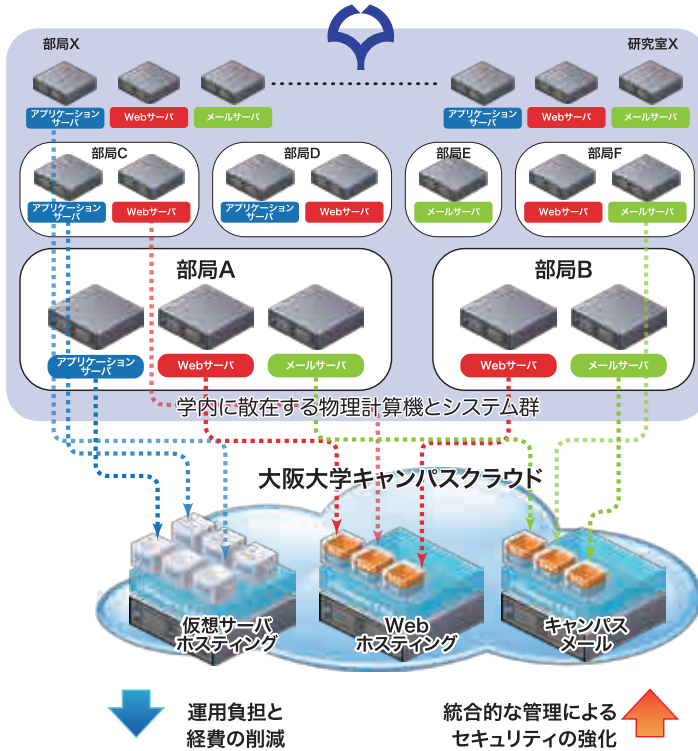 部局X
研究室X
アプリケーション
サーバ
Webサーバ
メールサーバ
アプリケーション
サーバ
Webサーバ
メールサーバ
部局C
部局D
部局E
部局F
アプリケーション
サーバ
Webサーバ
アプリケーション
サーバ
Webサーバ
メールサーバ
Webサーバ
メールサーバ
部局A
部局B
アプリケーション
サーバ
Webサーバ
メールサーバ
Webサーバ
メールサーバ
学内に散在する物理計算機とシステム群
大阪大学キャンパスクラウド
仮想サーバ
ホスティング
Web
ホスティング
キャンパス
メール
運用負担と
経費の削減
統合的な管理による
セキュリティの強化